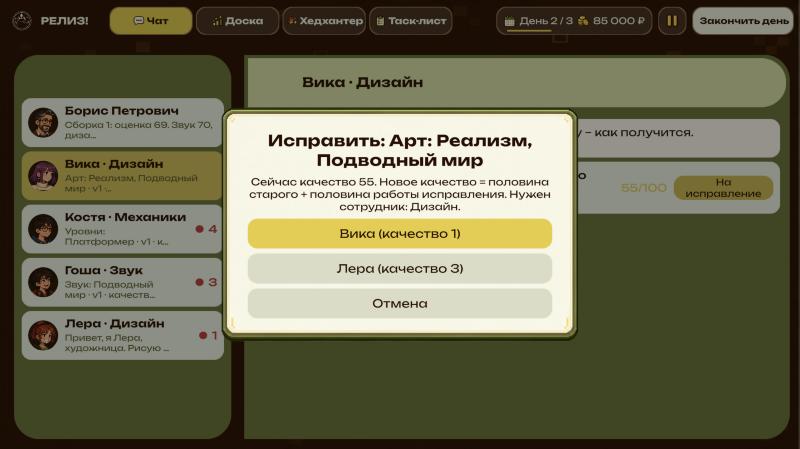 РЕЛИЗ!
Чат
Доска
Хедхантер
Таск-лист
День 2 / 3
85 000 ₽
Закончить день
Борис Петрович
Сборка 1: оценка 69. Звук 70,
диза...
Вика · Дизайн
Арт: Реализм, Подводный
мир · v1 ·...
Костя · Механики
Уровни:
Платформер · v1 · к...
4
Гоша · Звук
Звук: Подводный
мир · v1 · качеств...
3
Лера · Дизайн
Привет, я Лера,
художница. Рисую ...
1
Вика · Дизайн
– как получится.
55/100
На
исправление
Исправить: Арт: Реализм,
Подводный мир
Сейчас качество 55. Новое качество = половина
старого + половина работы исправления. Нужен
сотрудник: Дизайн.
Вика (качество 1)
Лера (качество 3)
Отмена